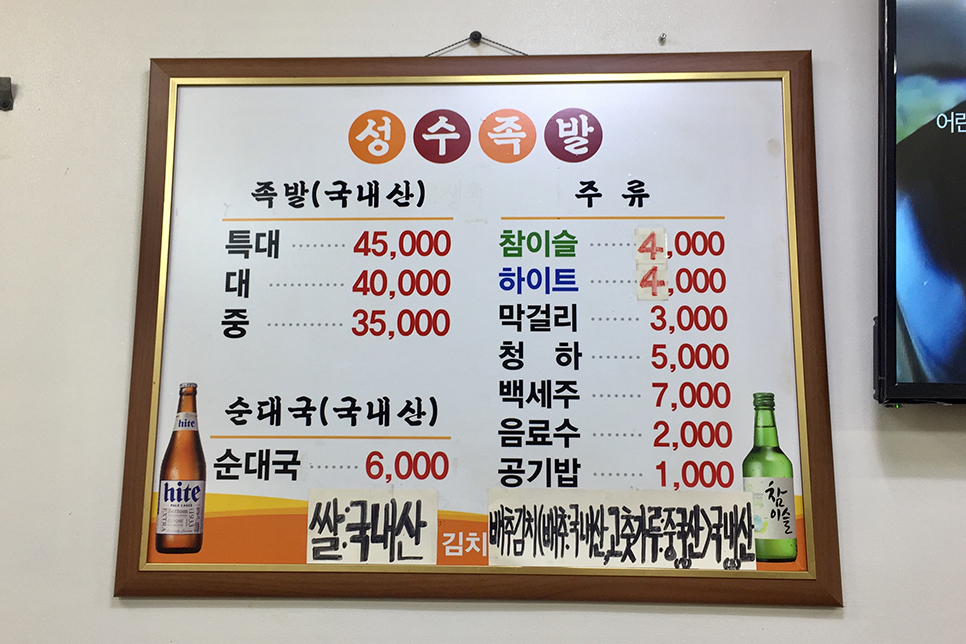 성수족발
족발(국내산)
특대 ········ 45,000
대 ············ 40,000
중 ············ 35,000
순대국(국내산)
순대국 ······· 6,000
주 류
참이슬 ······ 4,000
하이트 ······ 4,000
막걸리 ······· 3,000
청 하 ······· 5,000
백세주 ······· 7,000
음료수 ······· 2,000
공기밥 ······· 1,000
쌀:국내산
김치
배추김치(배추:국내산,고춧가루:중국산)국내산
hite
hite
PALE LAGER
EXTRA
1933
참이슬
어린